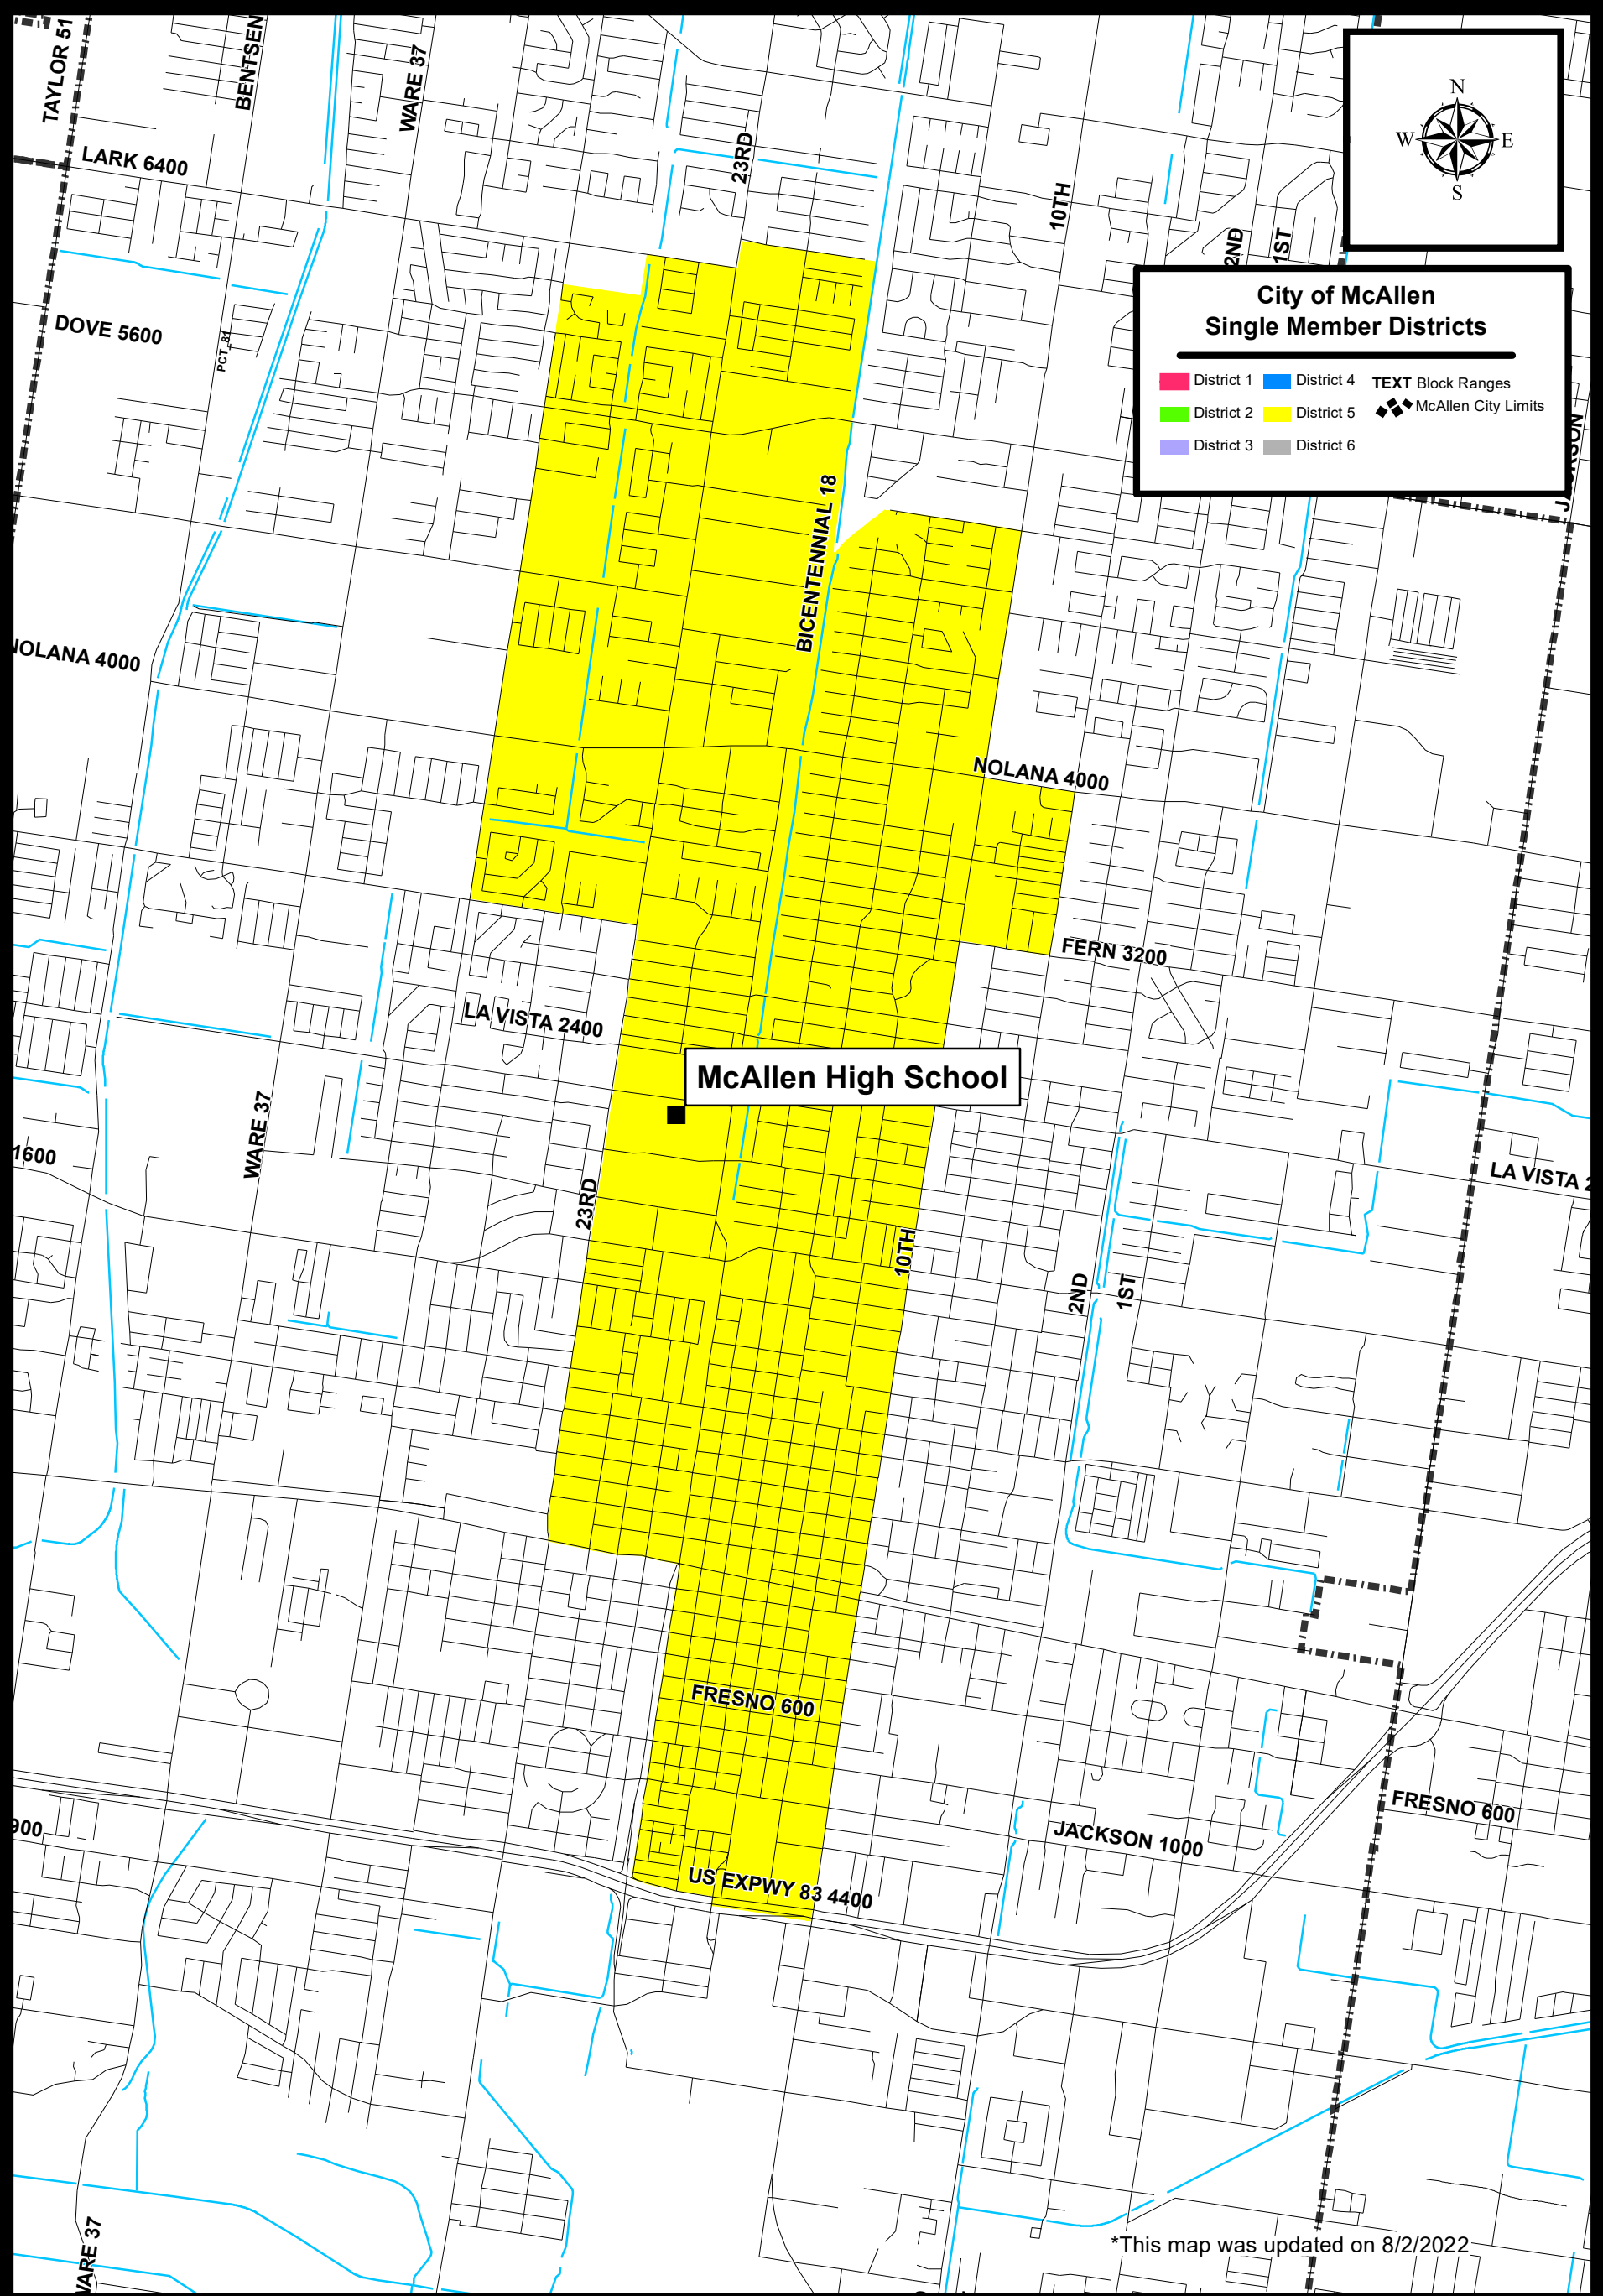 TAYLOR 51
BENTSEN
WARE 37
23RD
LARK 6400
10TH
2ND
1ST
N
W E
S
City of McAllen
Single Member Districts
District 1 District 4 TEXT Block Ranges
District 2 District 5 McAllen City Limits
District 3 District 6
DOVE 5600
PCT 81
BICENTENNIAL 18
NOLANA 4000
NOLANA 4000
FERN 3200
LA VISTA 2400
McAllen High School
WARE 37
1600
23RD
10TH
2ND
1ST
LA VISTA 2
FRESNO 600
FRESNO 600
JACKSON 1000
900
US EXPWY 83 4400
WARE 37
*This map was updated on 8/2/2022